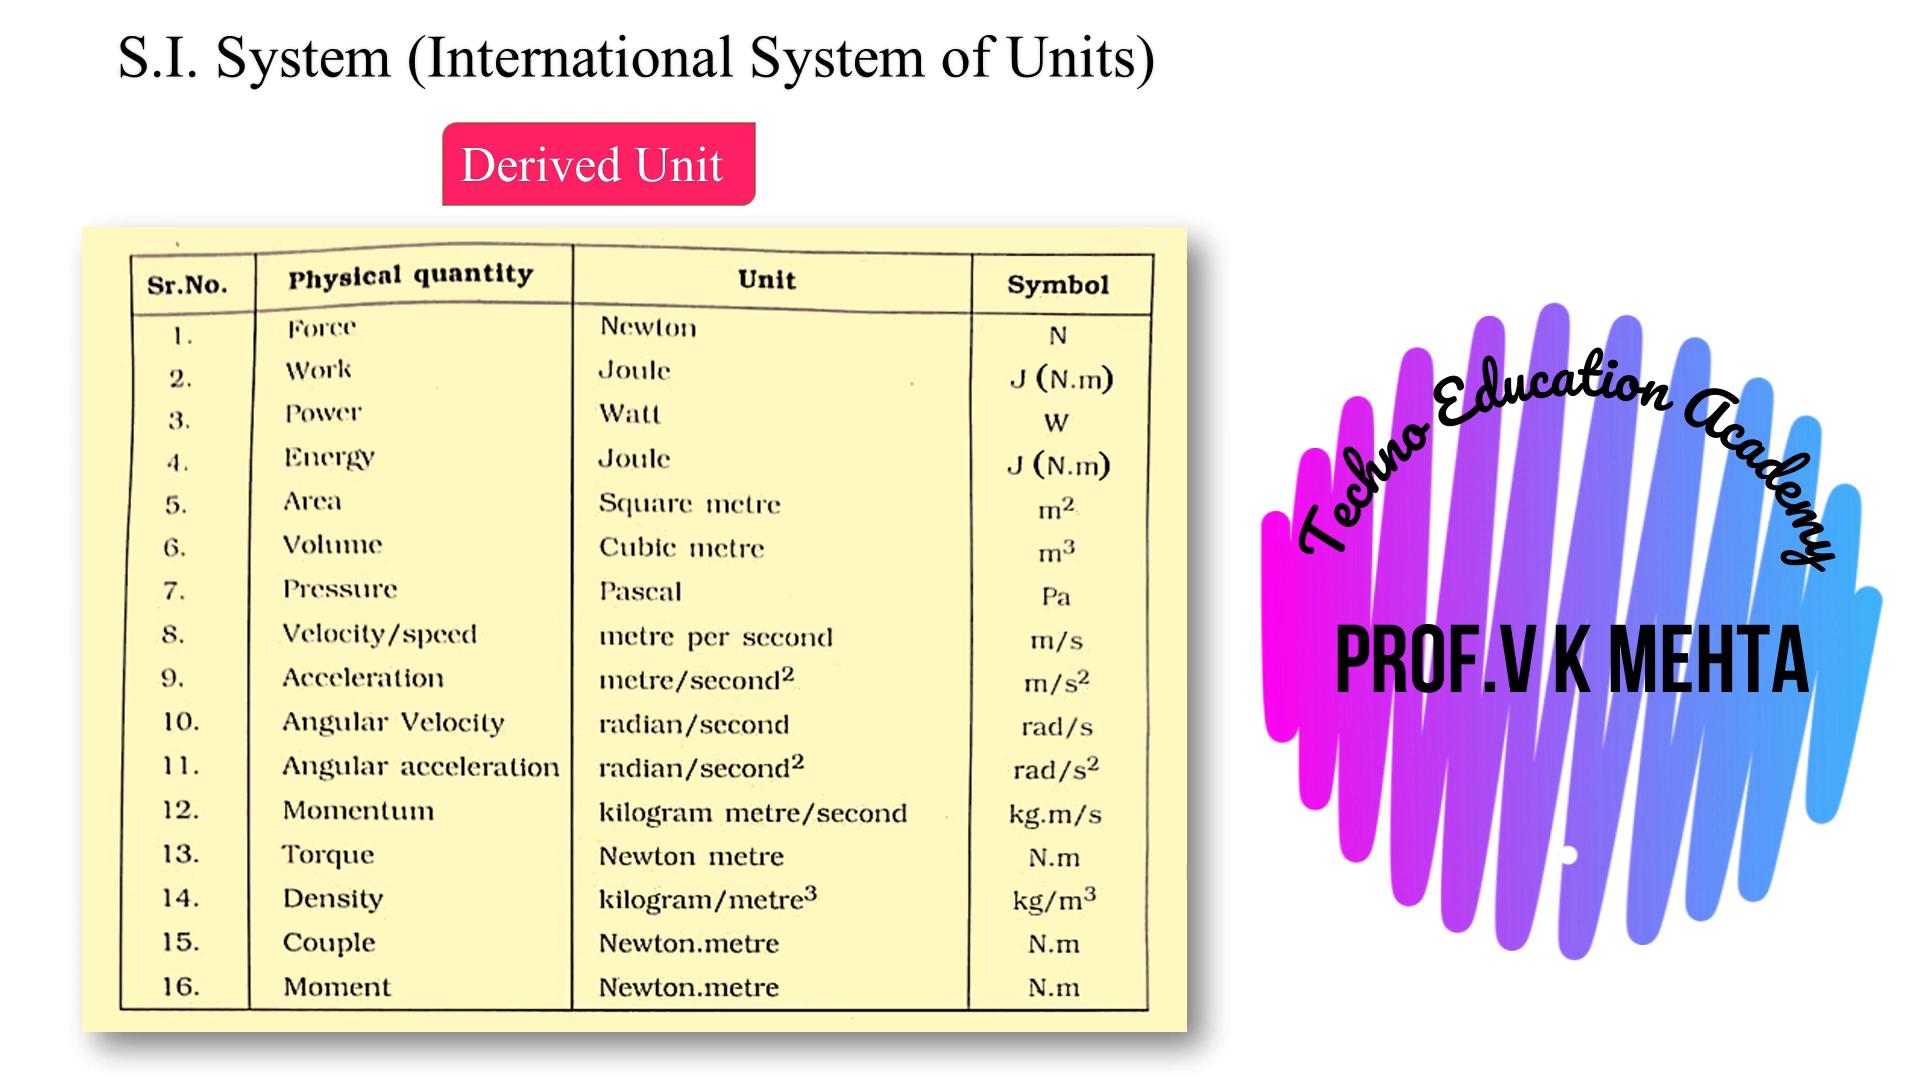 S.I. System (International System of Units)
Derived Unit
Sr.No. Physical quantity Unit Symbol
1. Force Newton N
2. Work Joule J (N.m)
3. Power Watt W
4. Energy Joule J (N.m)
5. Area Square metre m²
6. Volume Cubic metre m³
7. Pressure Pascal Pa
8. Velocity/speed metre per second m/s
9. Acceleration metre/second² m/s²
10. Angular Velocity radian/second rad/s
11. Angular acceleration radian/second² rad/s²
12. Momentum kilogram metre/second kg.m/s
13. Torque Newton metre N.m
14. Density kilogram/metre³ kg/m³
15. Couple Newton.metre N.m
16. Moment Newton.metre N.m
Techno Education Academy
PROF.V K MEHTA